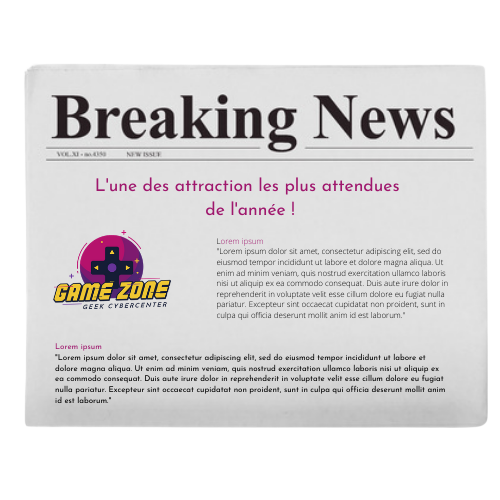 Breaking News
VOL.XI - no.4350 NEW ISSUE
L'une des attraction les plus attendues
de l'année !
GAME ZONE
GEEK CYBERCENTER
Lorem ipsum
"Lorem ipsum dolor sit amet, consectetur adipiscing elit, sed do
eiusmod tempor incididunt ut labore et dolore magna aliqua. Ut
enim ad minim veniam, quis nostrud exercitation ullamco laboris
nisi ut aliquip ex ea commodo consequat. Duis aute irure dolor in
reprehenderit in voluptate velit esse cillum dolore eu fugiat nulla
pariatur. Excepteur sint occaecat cupidatat non proident, sunt in
culpa qui officia deserunt mollit anim id est laborum."
Lorem ipsum
"Lorem ipsum dolor sit amet, consectetur adipiscing elit, sed do eiusmod tempor incididunt ut labore et
dolore magna aliqua. Ut enim ad minim veniam, quis nostrud exercitation ullamco laboris nisi ut aliquip ex
ea commodo consequat. Duis aute irure dolor in reprehenderit in voluptate velit esse cillum dolore eu fugiat
nulla pariatur. Excepteur sint occaecat cupidatat non proident, sunt in culpa qui officia deserunt mollit anim
id est laborum."